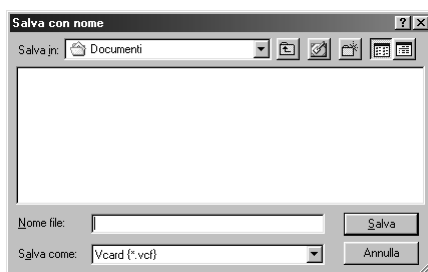 Salva con nome
Salva in: Documenti
Nome file:
Salva
Salva come: Vcard (*.vcf)
Annulla